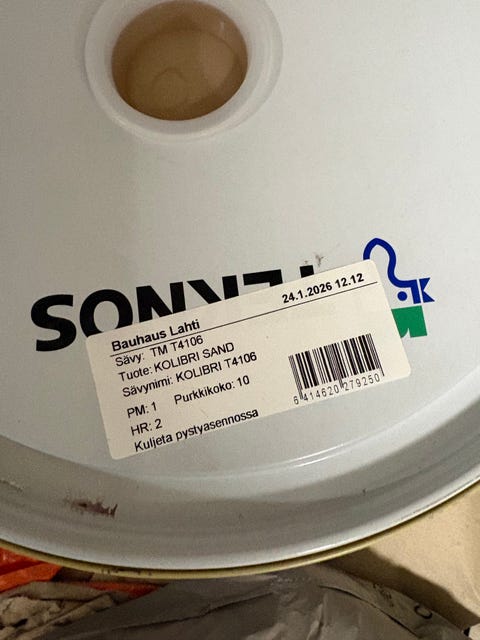 TEKNOS
24.1.2026 12.12
Bauhaus Lahti
Sävy: TM T4106
Tuote: KOLIBRI SAND
Sävynimi: KOLIBRI T4106
PM: 1 Purkkikoko: 10
HR: 2
Kuljeta pystyasennossa
6 414620 279250